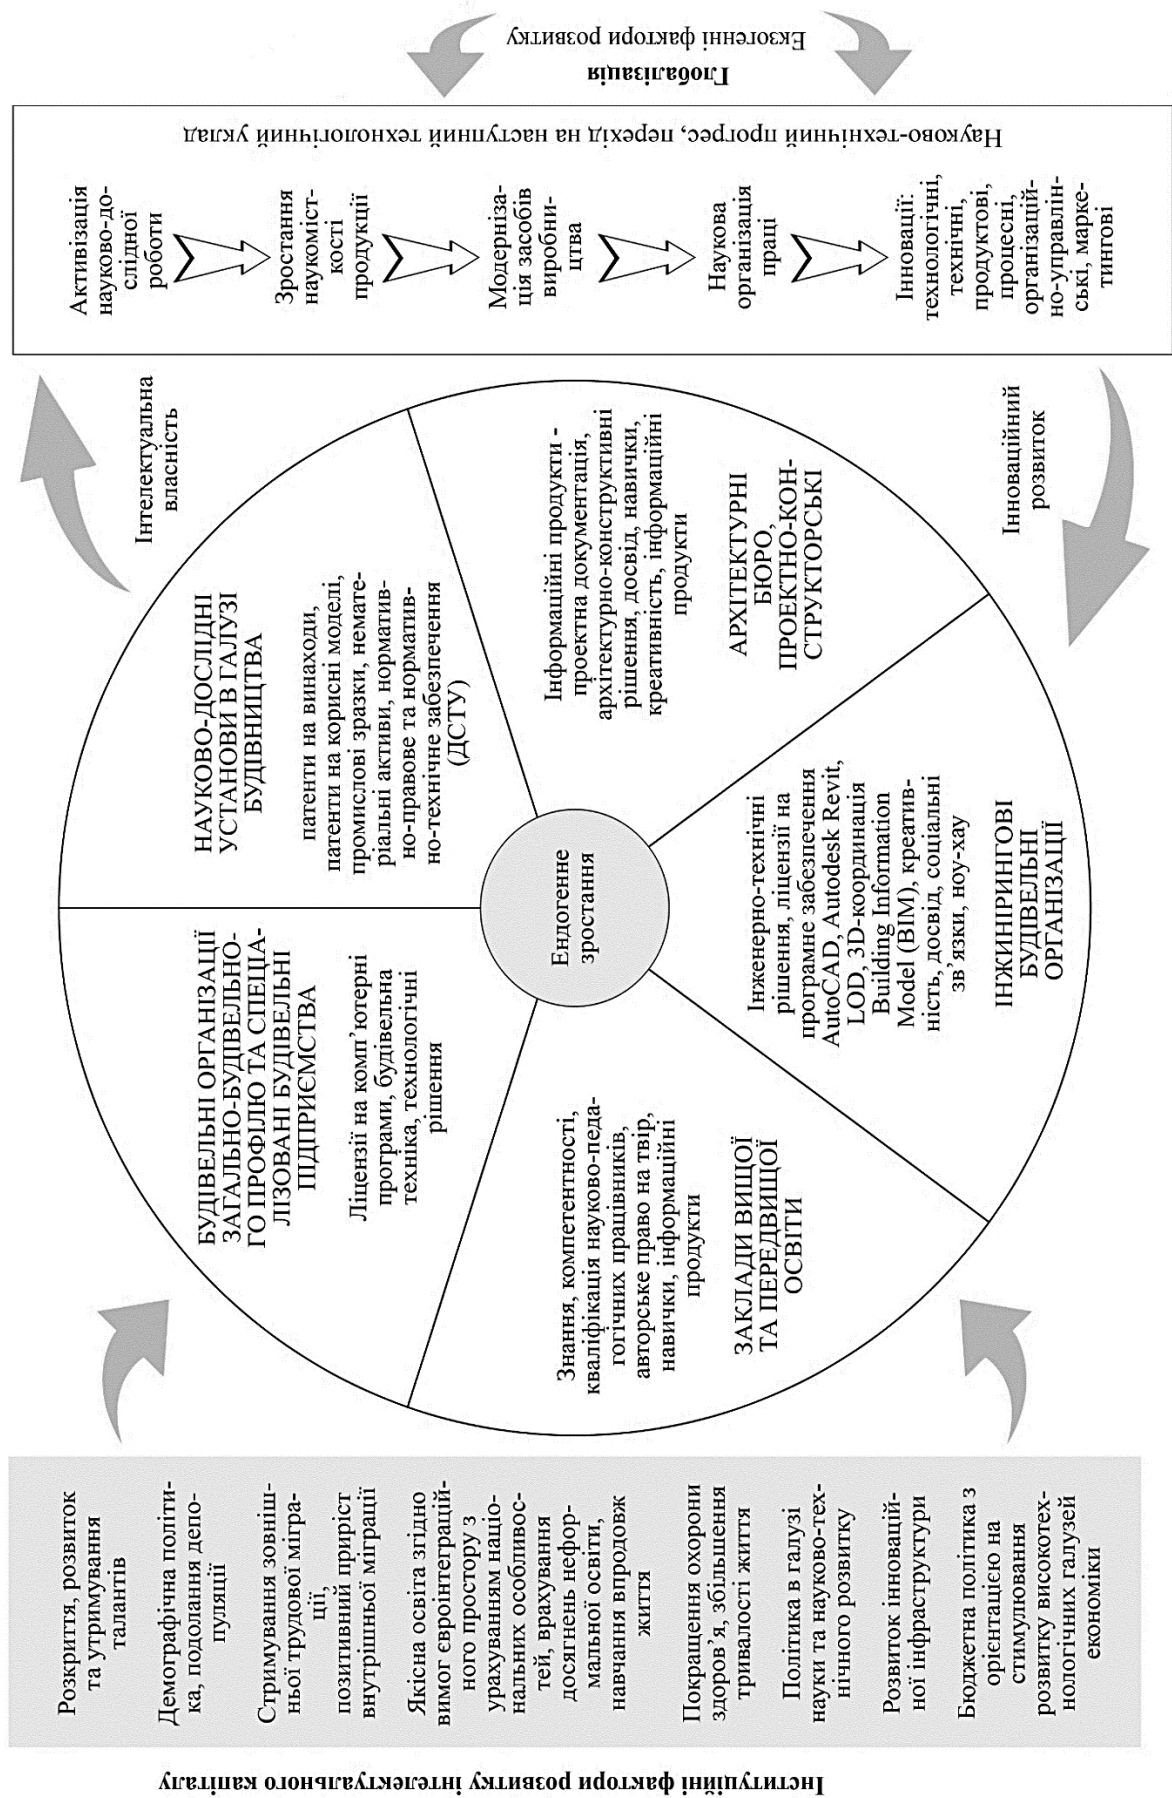 Інституційні фактори розвитку інтелектуального капіталу
Розкриття, розвиток
та утримування
талантів
Демографічна політи-
ка, подолання депо-
пуляції
Стримування зовніш-
ньої трудової мігра-
ції,
позитивний приріст
внутрішньої міграції
Якісна освіта згідно
вимог євроінтеграцій-
ного простору з
урахуванням націо-
нальних особливос-
тей, врахування
досягнень нефор-
мальної освіти,
навчання впродовж
життя
Покращення охорони
здоров’я, збільшення
тривалості життя
Політика в галузі
науки та науково-тех-
нічного розвитку
Розвиток інновацій-
ної інфраструктури
Бюджетна політика з
орієнтацією на
стимулювання
розвитку високотех-
нологічних галузей
економіки
БУДІВЕЛЬНІ ОРГАНІЗАЦІЇ
ЗАГАЛЬНО-БУДІВЕЛЬНО-
ГО ПРОФІЛЮ ТА СПЕЦІА-
ЛІЗОВАНІ БУДІВЕЛЬНІ
ПІДПРИЄМСТВА
Ліцензії на комп’ютерні
програми, будівельна
техніка, технологічні
рішення
НАУКОВО-ДОСЛІДНІ
УСТАНОВИ В ГАЛУЗІ
БУДІВНИЦТВА
патенти на винаходи,
патенти на корисні моделі,
промислові зразки, немате-
ріальні активи, норматив-
но-правове та норматив-
но-технічне забезпечення
(ДСТУ)
Ендогенне
зростання
Знання, компетентності,
кваліфікація науково-педа-
гогічних працівників,
авторське право на твір,
навички, інформаційні
продукти
ЗАКЛАДИ ВИЩОЇ
ТА ПЕРЕДВИЩОЇ
ОСВІТИ
Інженерно-технічні
рішення, ліцензії на
програмне забезпечення
AutoCAD, Autodesk Revit,
LOD, 3D-координація
Building Information
Model (BIM), креатив-
ність, досвід, соціальні
зв’язки, ноу-хау
ІНЖИНІРИНГОВІ
БУДІВЕЛЬНІ
ОРГАНІЗАЦІЇ
Інформаційні продукти -
проектна документація,
архітектурно-конструктивні
рішення, досвід, навички,
креативність, інформаційні
продукти
АРХІТЕКТУРНІ
БЮРО,
ПРОЕКТНО-КОН-
СТРУКТОРСЬКІ
Інтелектуальна
власність
Інноваційний
розвиток
Активізація
науково-до-
слідної
роботи
Зростання
наукоміст-
кості
продукції
Модерніза-
ція засобів
виробни-
цтва
Наукова
організація
праці
Інновації:
технологічні,
технічні,
продуктові,
процесні,
організацій-
но-управлін-
ські, марке-
тингові
Науково-технічний прогрес, перехід на наступний технологічний уклад
Глобалізація
Екзогенні фактори розвитку